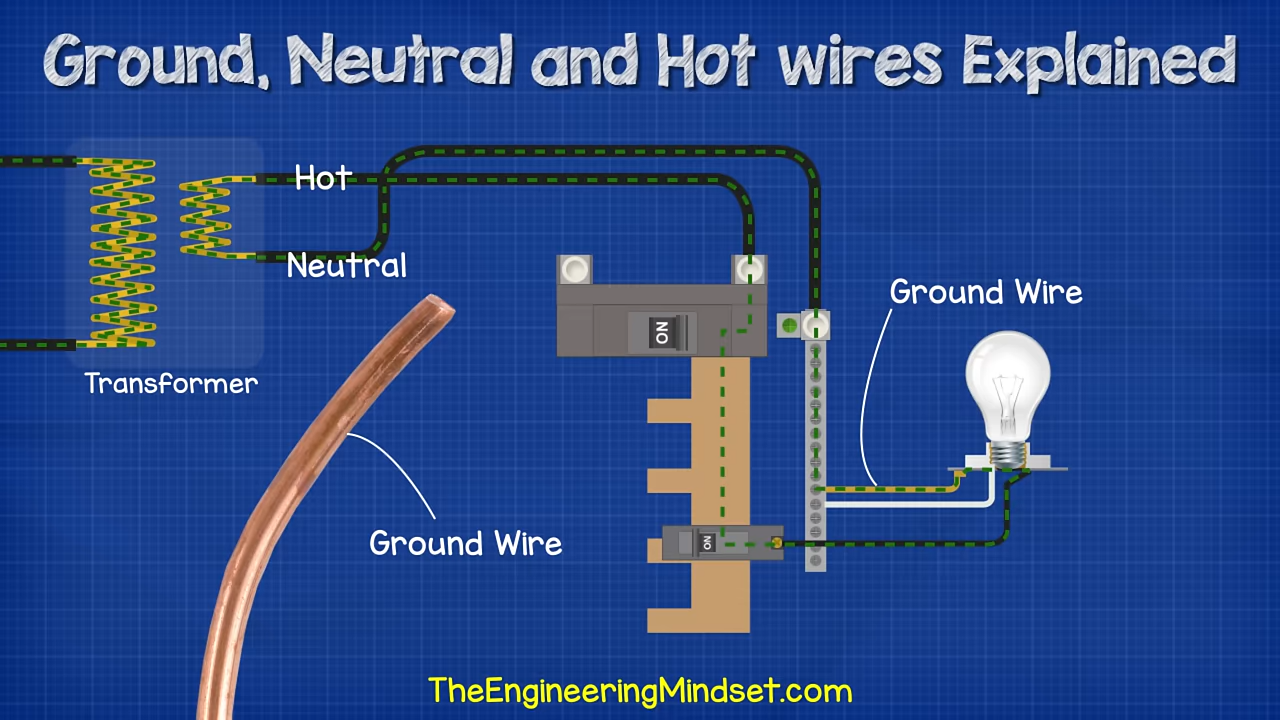 Ground, Neutral and Hot wires Explained
Hot
Neutral
Transformer
Ground Wire
Ground Wire
ON
ON
TheEngineeringMindset.com